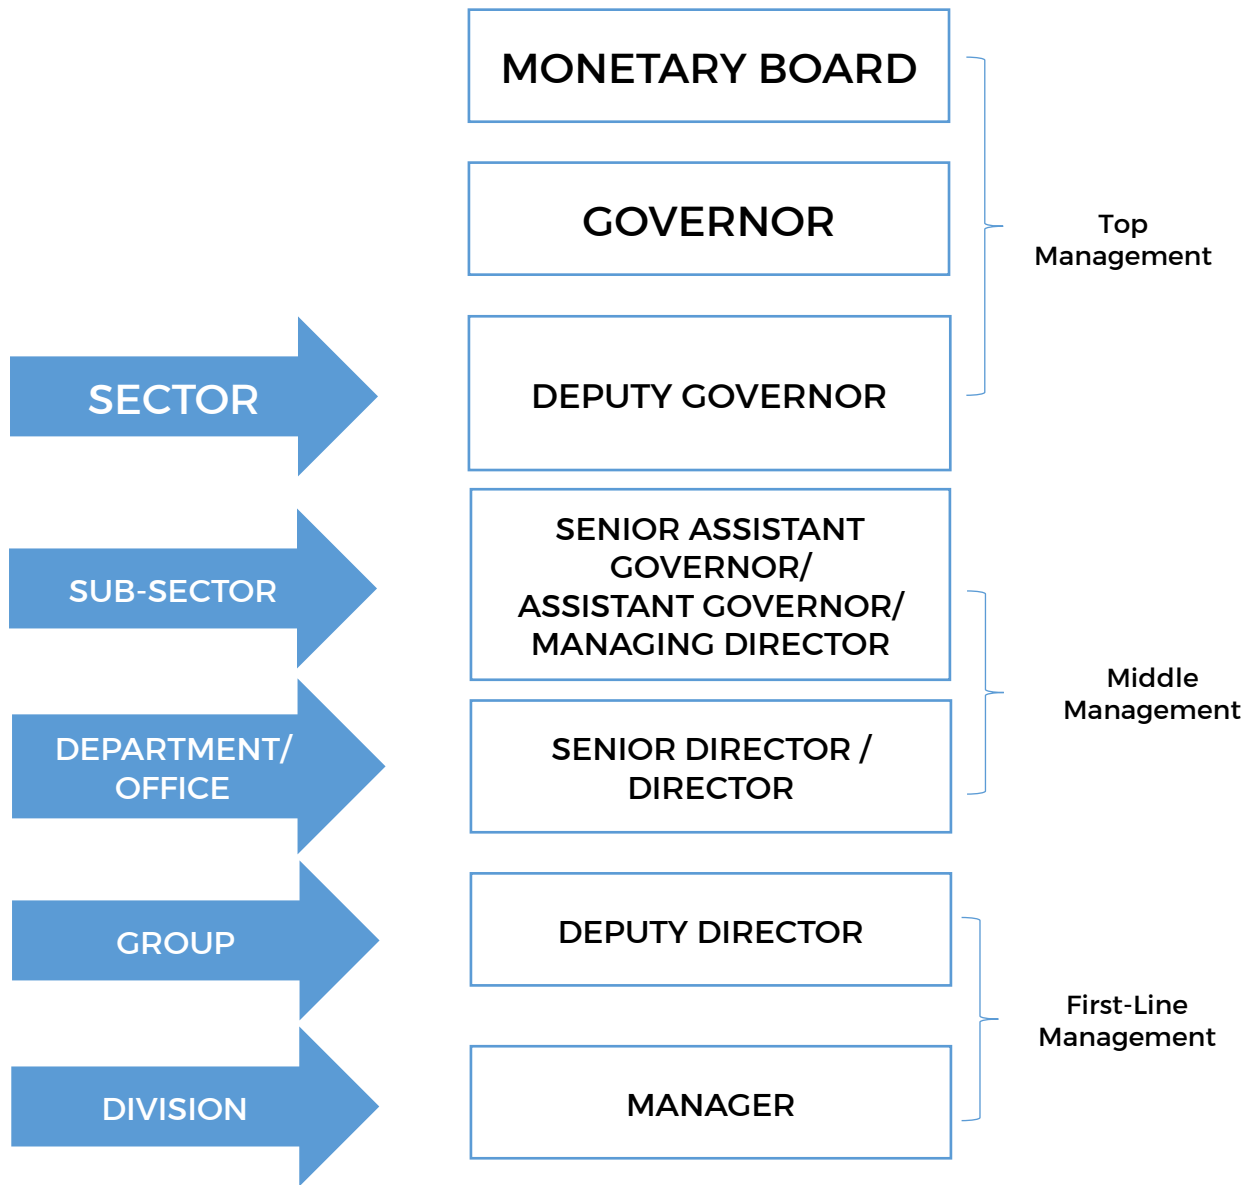 MONETARY BOARD
GOVERNOR
Top
Management
SECTOR
DEPUTY GOVERNOR
SUB-SECTOR
SENIOR ASSISTANT
GOVERNOR/
ASSISTANT GOVERNOR/
MANAGING DIRECTOR
Middle
Management
DEPARTMENT/
OFFICE
SENIOR DIRECTOR /
DIRECTOR
GROUP
DEPUTY DIRECTOR
First-Line
Management
DIVISION
MANAGER